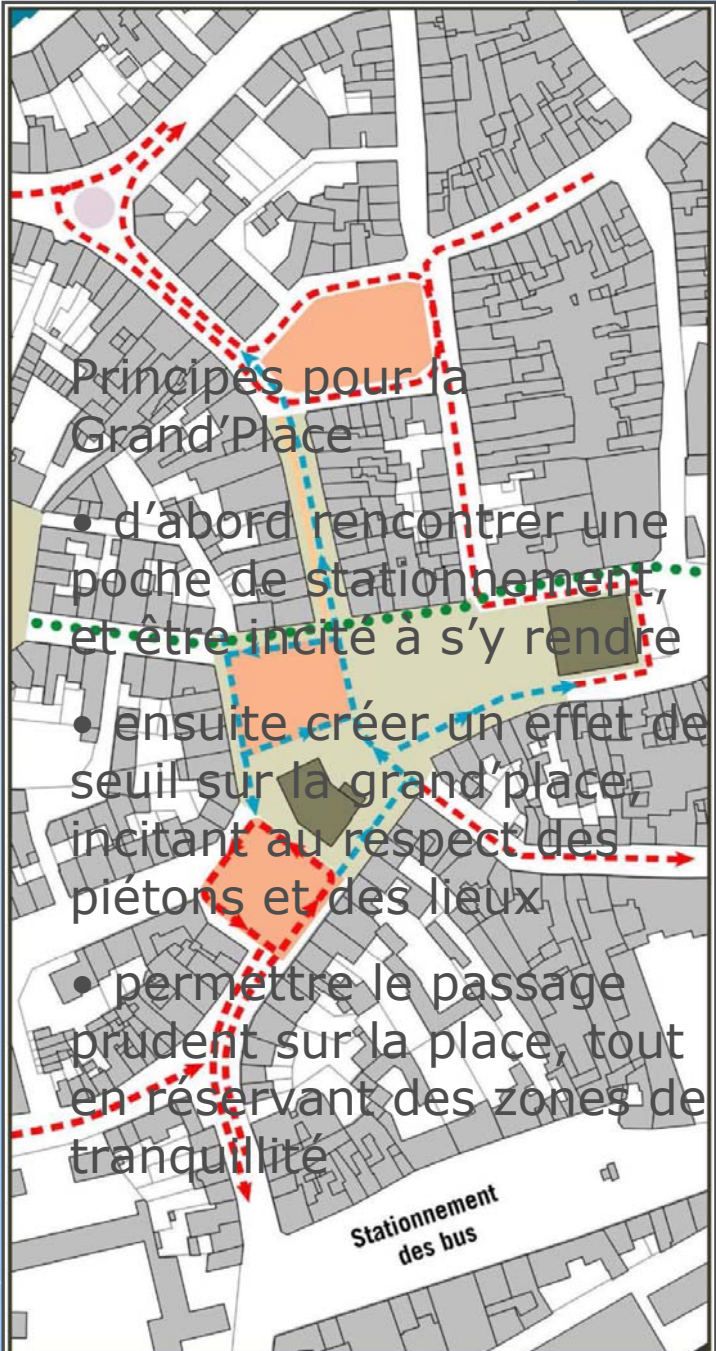 Principes pour la
Grand’Place
• d’abord rencontrer une
poche de stationnement,
et être incité à s’y rendre
• ensuite créer un effet de
seuil sur la grand’place,
incitant au respect des
piétons et des lieux
• permettre le passage
prudent sur la place, tout
en réservant des zones de
tranquillité
Stationnement
des bus